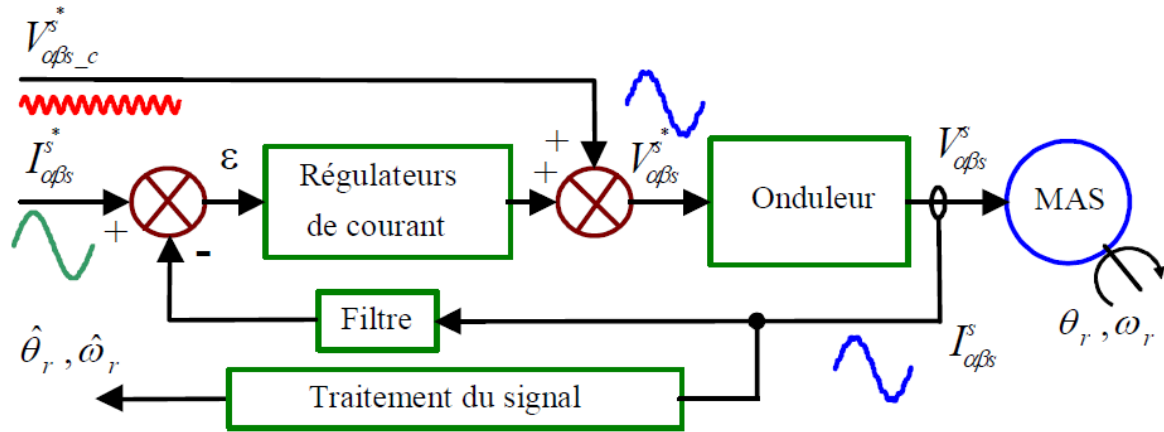 V^{s*}_{αβs_c}
I^{s*}_{αβs}
+
-
ε
Régulateurs
de courant
+
+
V^{s*}_{αβs}
Onduleur
V^{s}_{αβs}
MAS
θ_r , ω_r
Filtre
I^{s}_{αβs}
θ̂_r , ω̂_r
Traitement du signal